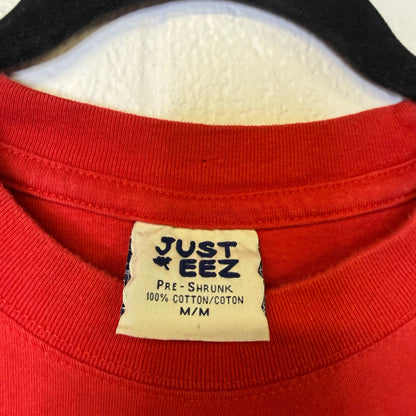 JUST
EEZ
PRE-SHRUNK
100% COTTON/COTON
M/M